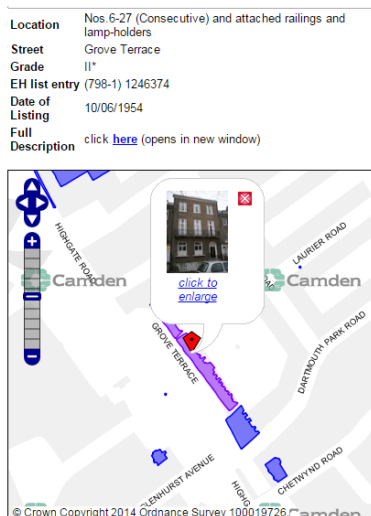 Location Nos.6-27 (Consecutive) and attached railings and
lamp-holders
Street Grove Terrace
Grade II*
EH list entry (798-1) 1246374
Date of
Listing 10/06/1954
Full
Description click here (opens in new window)
click to
enlarge
HIGHGATE ROAD
LAURIER ROAD
Camden
Camden
GROVE TERRACE
DARTMOUTH PARK ROAD
GLENHURST AVENUE
CHETWYND ROAD
HIGHG
© Crown Copyright 2014 Ordnance Survey 100019726
Camden